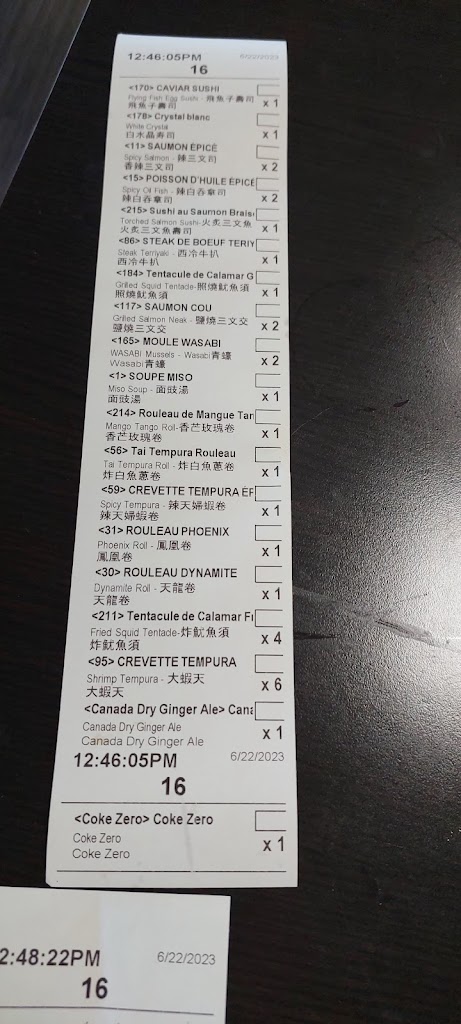 12:46:05PM 6/22/2023
16
<170> CAVIAR SUSHI
Flying Fish Egg Sushi - 飛魚子壽司
飛魚子壽司 x 1
<178> Crystal blanc
White Crystal
白水晶寿司 x 1
<11> SAUMON ÉPICÉ
Spicy Salmon - 辣三文司
香辣三文司 x 2
<15> POISSON D'HUILE ÉPICÉ
Spicy Oil Fish - 辣白吞拿司
辣白吞拿司 x 2
<215> Sushi au Saumon Brais
Torched Salmon Sushi-火炙三文魚
火炙三文魚壽司 x 1
<86> STEAK DE BOEUF TERIY
Steak Terriyaki - 西冷牛扒
西冷牛扒 x 1
<184> Tentacule de Calamar G
Grilled Squid Tentade-照燒魷魚須
照燒魷魚須 x 1
<117> SAUMON COU
Grilled Salmon Neak - 鹽燒三文交
鹽燒三文交 x 2
<165> MOULE WASABI
WASABI Mussels - Wasabi青蠔
Wasabi青蠔 x 2
<1> SOUPE MISO
Miso Soup - 面豉湯
面豉湯 x 1
<214> Rouleau de Mangue Tan
Mango Tango Roll-香芒玫瑰卷
香芒玫瑰卷 x 1
<56> Tai Tempura Rouleau
Tai Tempura Roll - 炸白魚蔥卷
炸白魚蔥卷 x 1
<59> CREVETTE TEMPURA ÉP
Spicy Tempura - 辣天婦蝦卷
辣天婦蝦卷 x 1
<31> ROULEAU PHOENIX
Phoenix Roll - 鳳凰卷
鳳凰卷 x 1
<30> ROULEAU DYNAMITE
Dynamite Roll - 天龍卷
天龍卷 x 1
<211> Tentacule de Calamar Fr
Fried Squid Tentade-炸魷魚須
炸魷魚須 x 4
<95> CREVETTE TEMPURA
Shrimp Tempura - 大蝦天
大蝦天 x 6
<Canada Dry Ginger Ale> Cana
Canada Dry Ginger Ale
Canada Dry Ginger Ale x 1
12:46:05PM 6/22/2023
16
<Coke Zero> Coke Zero
Coke Zero
Coke Zero x 1
2:48:22PM 6/22/2023
16